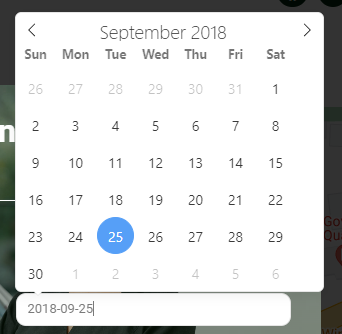 September 2018
Sun Mon Tue Wed Thu Fri Sat
26 27 28 29 30 31 1
2 3 4 5 6 7 8
9 10 11 12 13 14 15
16 17 18 19 20 21 22
23 24 25 26 27 28 29
30 1 2 3 4 5 6
2018-09-25